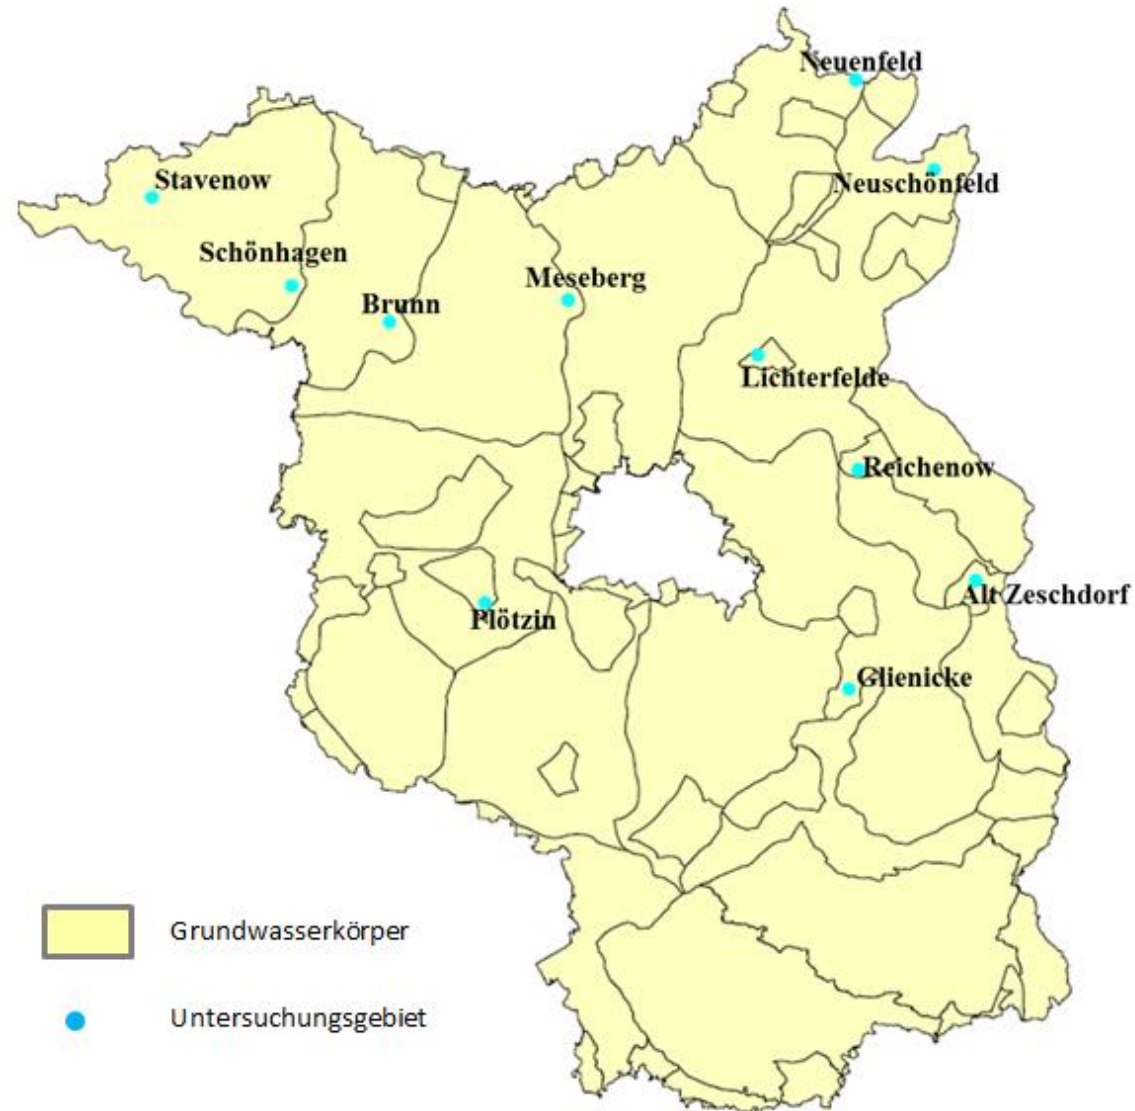 Neuenfeld
Stavenow
Neuschönfeld
Schönhagen
Meseberg
Brunn
Lichterfelde
Reichenow
Alt Zeschdorf
Plötzin
Glienicke
Grundwasserkörper
Untersuchungsgebiet